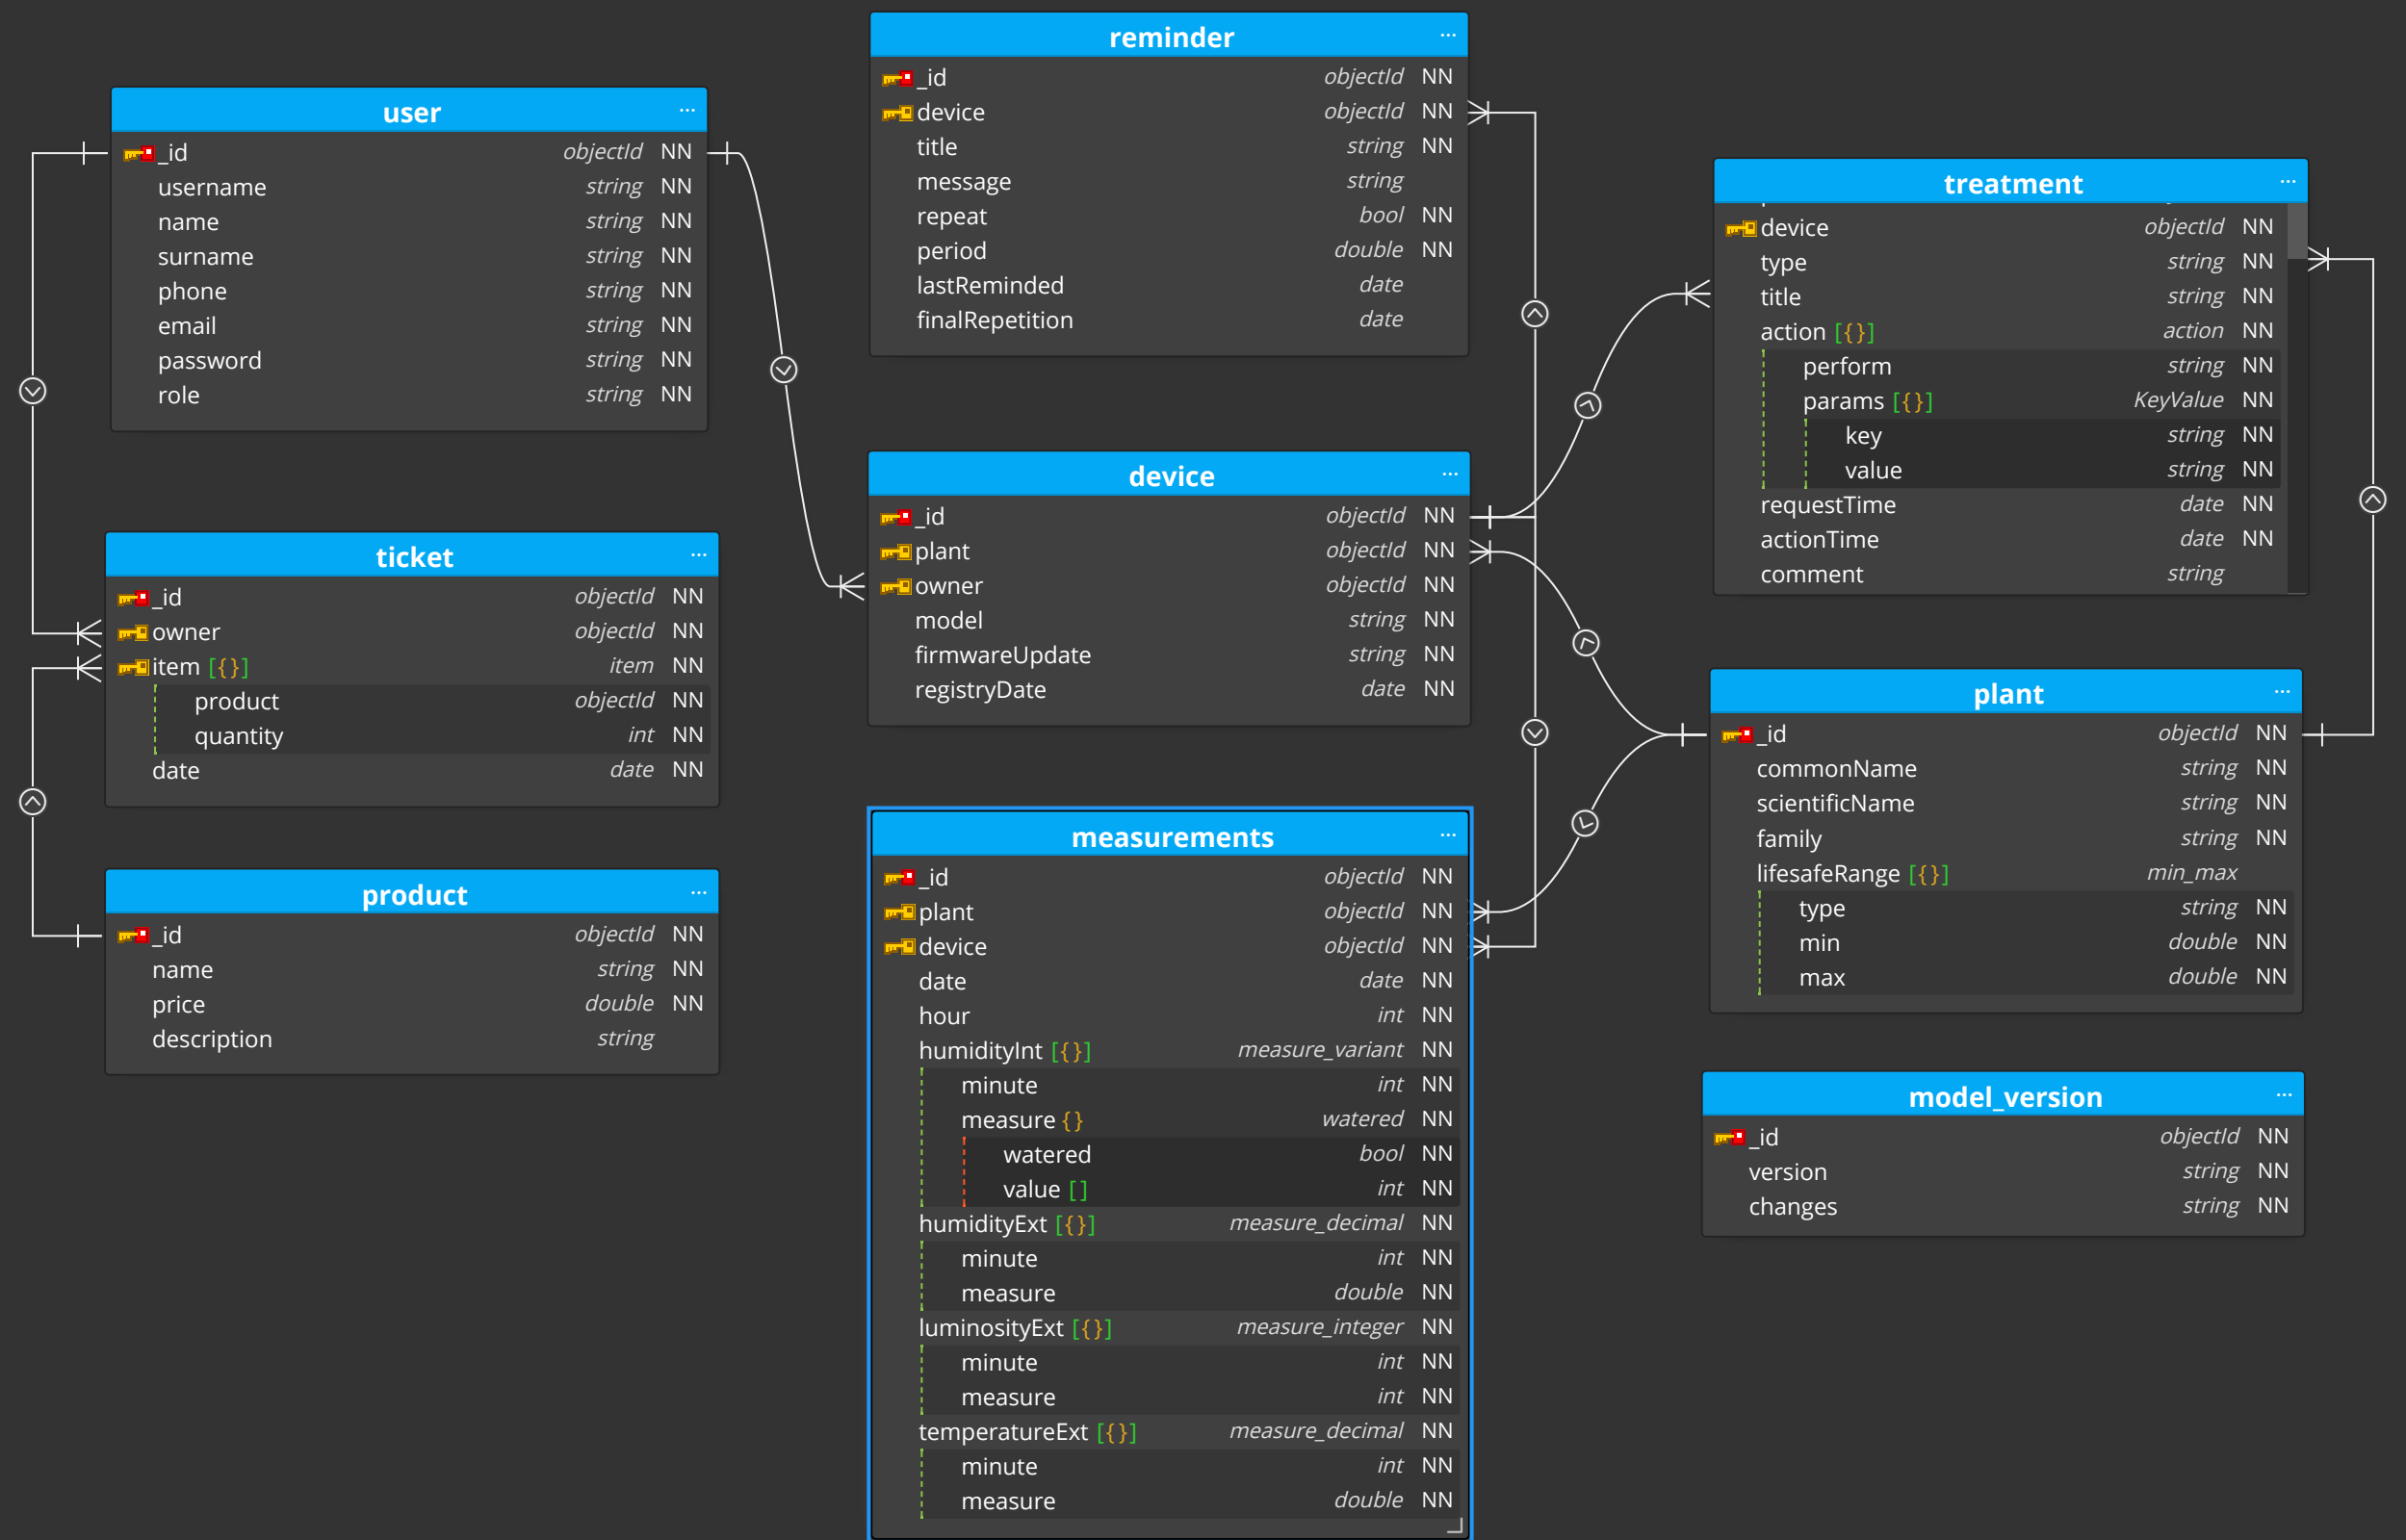 reminder ...
_id objectId NN
device objectId NN
title string NN
message string
repeat bool NN
period double NN
lastReminded date
finalRepetition date
user ...
_id objectId NN
username string NN
name string NN
surname string NN
phone string NN
email string NN
password string NN
role string NN
treatment ...
device objectId NN
type string NN
title string NN
action [{}] action NN
perform string NN
params [{}] KeyValue NN
key string NN
value string NN
requestTime date NN
actionTime date NN
comment string
device ...
_id objectId NN
plant objectId NN
owner objectId NN
model string NN
firmwareUpdate string NN
registryDate date NN
ticket ...
_id objectId NN
owner objectId NN
item [{}] item NN
product objectId NN
quantity int NN
date date NN
plant ...
_id objectId NN
commonName string NN
scientificName string NN
family string NN
lifesafeRange [{}] min_max
type string NN
min double NN
max double NN
measurements ...
_id objectId NN
plant objectId NN
device objectId NN
date date NN
hour int NN
humidityInt [{}] measure_variant NN
minute int NN
measure {} watered NN
watered bool NN
value [] int NN
humidityExt [{}] measure_decimal NN
minute int NN
measure double NN
luminosityExt [{}] measure_integer NN
minute int NN
measure int NN
temperatureExt [{}] measure_decimal NN
minute int NN
measure double NN
product ...
_id objectId NN
name string NN
price double NN
description string
model_version ...
_id objectId NN
version string NN
changes string NN